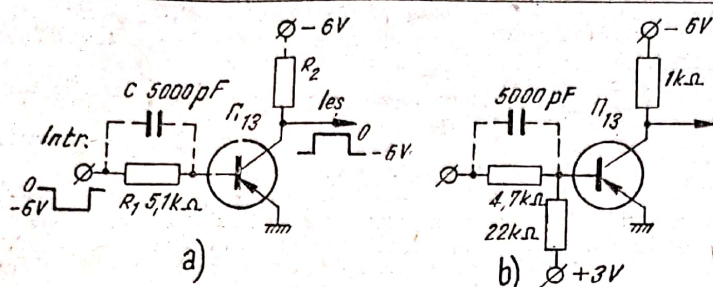 -6V
R2
C 5000pF
П13
Ies
Intr.
0
-6V
0
-6V
R1 5,1kΩ
a)
-6V
1kΩ
5000pF
П13
4,7kΩ
22kΩ
+3V
b)